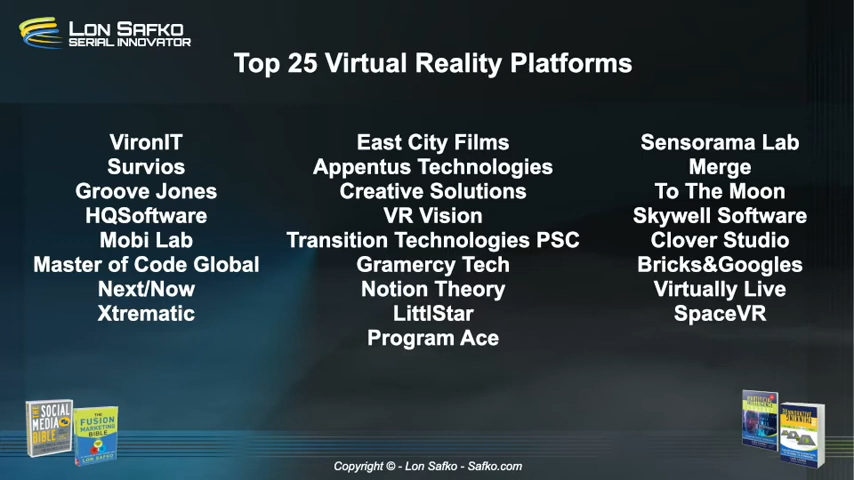 LON SAFKO
SERIAL INNOVATOR
Top 25 Virtual Reality Platforms
VironIT
Survios
Groove Jones
HQSoftware
Mobi Lab
Master of Code Global
Next/Now
Xtrematic
East City Films
Appentus Technologies
Creative Solutions
VR Vision
Transition Technologies PSC
Gramercy Tech
Notion Theory
LittlStar
Program Ace
Sensorama Lab
Merge
To The Moon
Skywell Software
Clover Studio
Bricks&Googles
Virtually Live
SpaceVR
THE
SOCIAL
MEDIA
BIBLE
THE
FUSION
MARKETING
BIBLE
LON SAFKO
Copyright © - Lon Safko - Safko.com